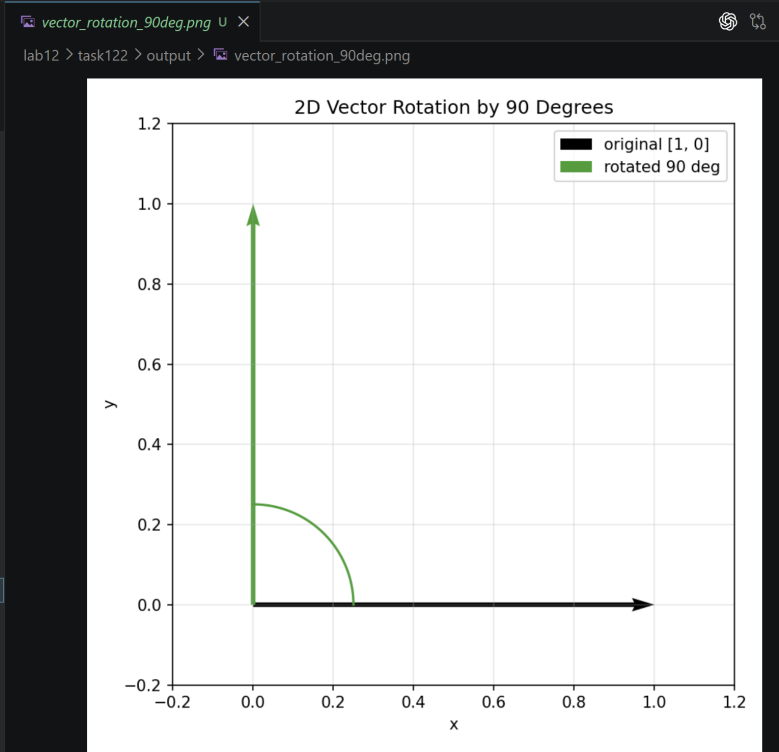 vector_rotation_90deg.png U
lab12 > task122 > output > vector_rotation_90deg.png
2D Vector Rotation by 90 Degrees
original [1, 0]
rotated 90 deg
1.2
1.0
0.8
0.6
0.4
0.2
0.0
−0.2
y
−0.2 0.0 0.2 0.4 0.6 0.8 1.0 1.2
x